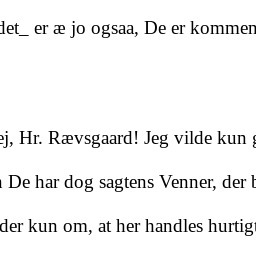 det_ er æ jo ogsaa, De er kommen
ej, Hr. Rævsgaard! Jeg vilde kun
De har dog sagtens Venner, der
der kun om, at her handles hurtigt